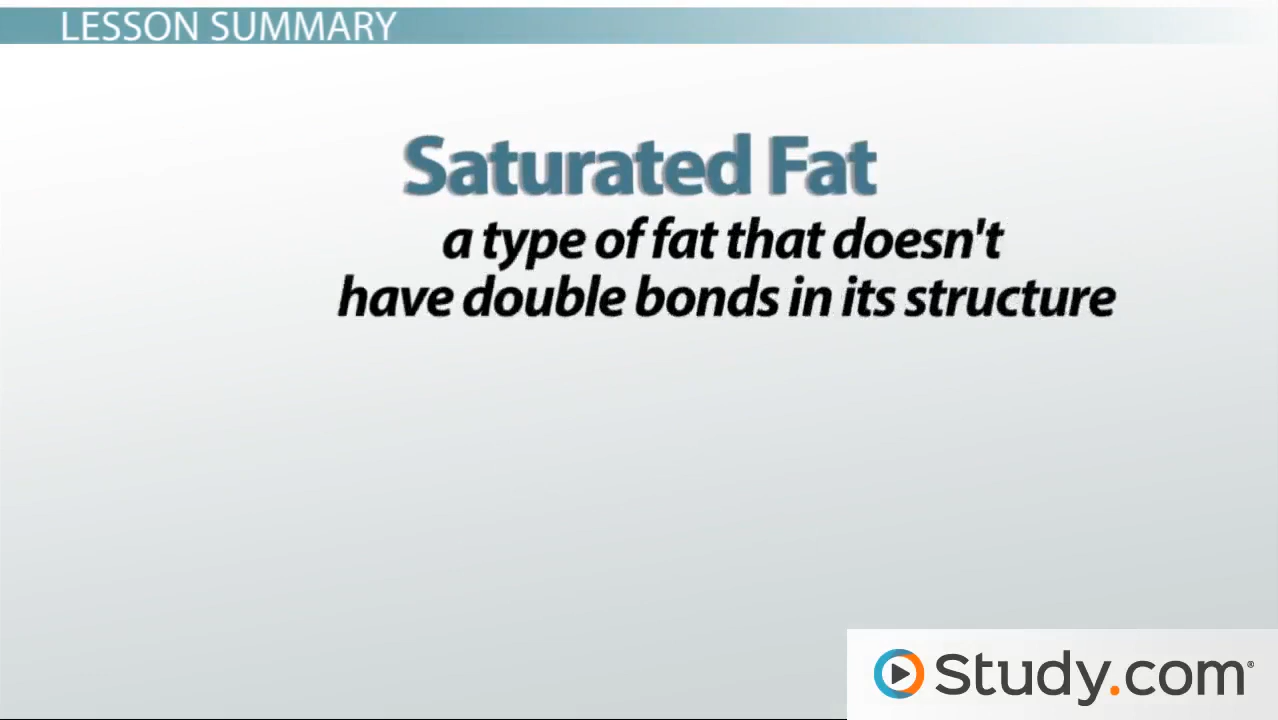 LESSON SUMMARY
Saturated Fat
a type of fat that doesn't
have double bonds in its structure
Study.com®